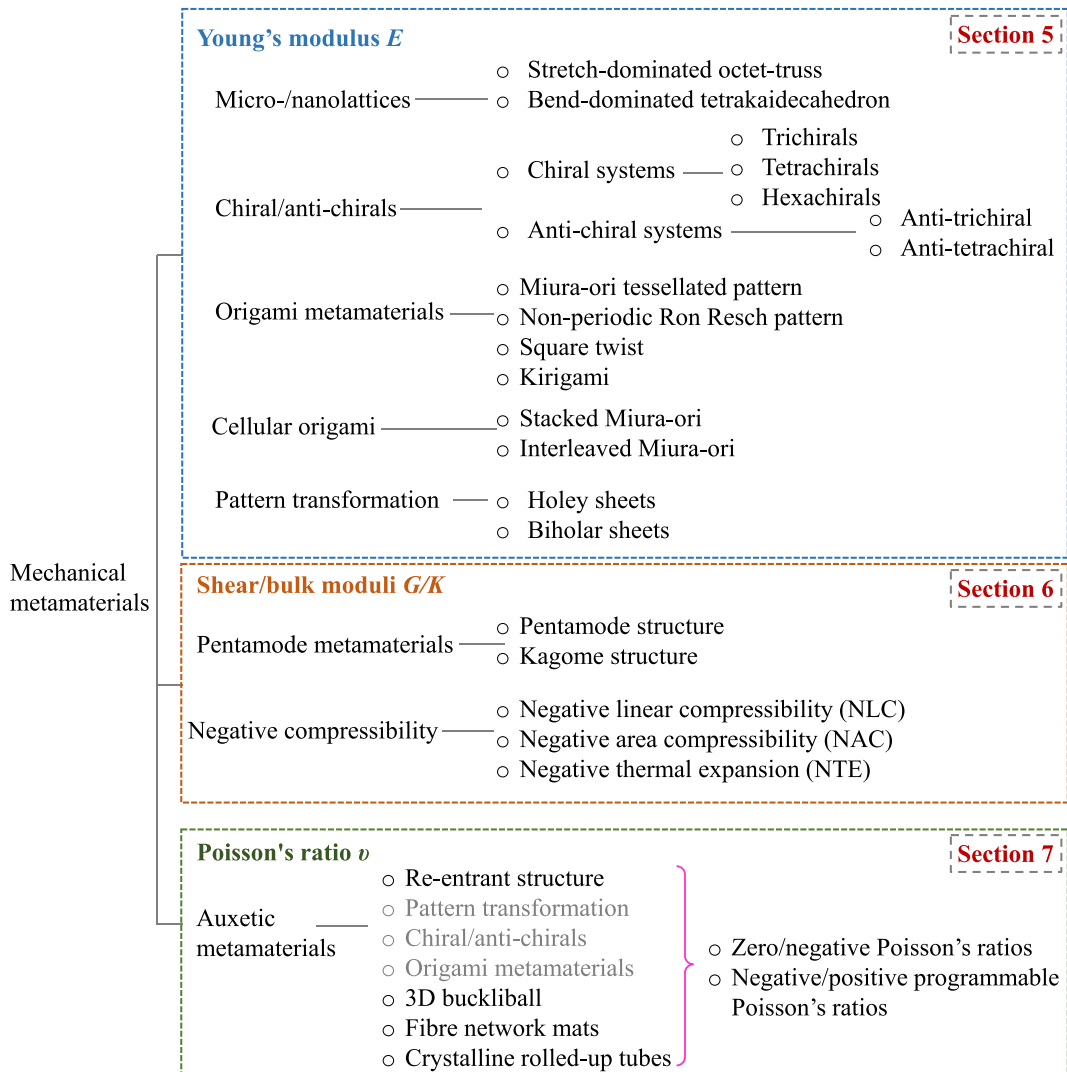 Young's modulus E
Section 5
Micro-/nanolattices
○ Stretch-dominated octet-truss
○ Bend-dominated tetrakaidecahedron
Chiral/anti-chirals
○ Chiral systems
○ Trichirals
○ Tetrachirals
○ Hexachirals
○ Anti-chiral systems
○ Anti-trichiral
○ Anti-tetrachiral
Origami metamaterials
○ Miura-ori tessellated pattern
○ Non-periodic Ron Resch pattern
○ Square twist
○ Kirigami
Cellular origami
○ Stacked Miura-ori
○ Interleaved Miura-ori
Pattern transformation
○ Holey sheets
○ Biholar sheets
Mechanical
metamaterials
Shear/bulk moduli G/K
Section 6
Pentamode metamaterials
○ Pentamode structure
○ Kagome structure
Negative compressibility
○ Negative linear compressibility (NLC)
○ Negative area compressibility (NAC)
○ Negative thermal expansion (NTE)
Poisson's ratio υ
Section 7
Auxetic
metamaterials
○ Re-entrant structure
○ Pattern transformation
○ Chiral/anti-chirals
○ Origami metamaterials
○ 3D buckliball
○ Fibre network mats
○ Crystalline rolled-up tubes
○ Zero/negative Poisson's ratios
○ Negative/positive programmable
Poisson's ratios